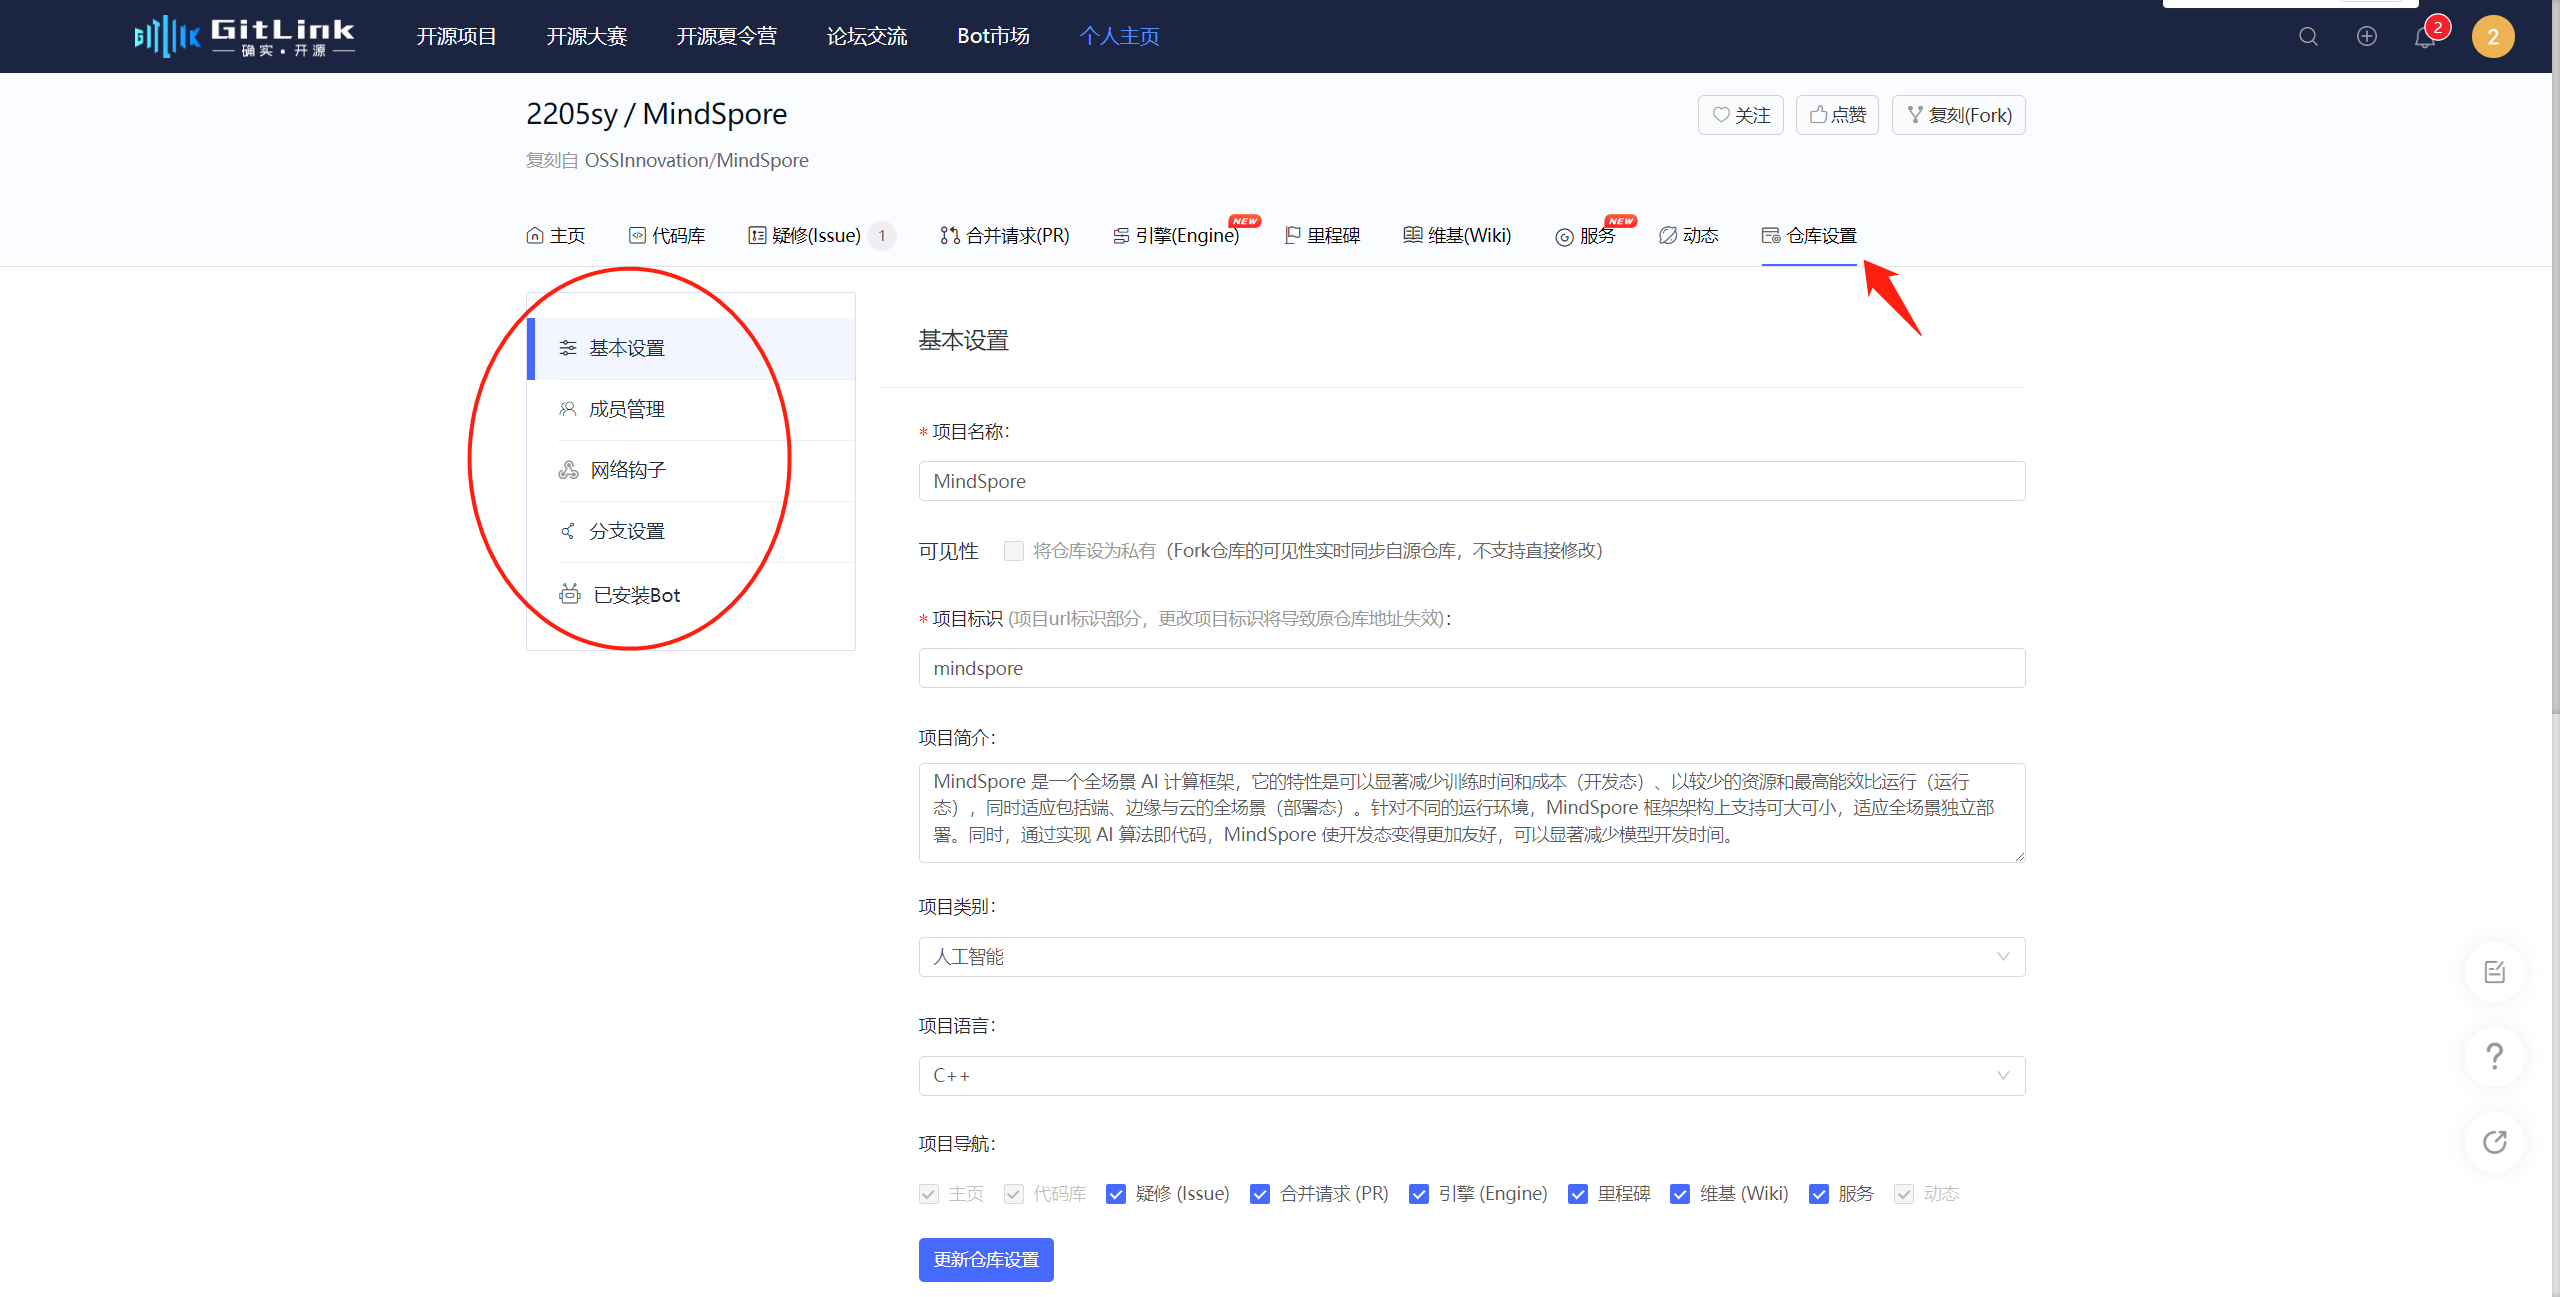 GitLink
确实·开源
开源项目 开源大赛 开源夏令营 论坛交流 Bot市场 个人主页
2
2
2205sy / MindSpore
关注 点赞 复刻(Fork)
复刻自 OSSInnovation/MindSpore
主页 代码库 疑修(Issue) 1 合并请求(PR) 引擎(Engine) NEW 里程碑 维基(Wiki) 服务 NEW 动态 仓库设置
基本设置
成员管理
网络钩子
分支设置
已安装Bot
基本设置
* 项目名称：
MindSpore
可见性 将仓库设为私有（Fork仓库的可见性实时同步自源仓库，不支持直接修改）
* 项目标识 (项目url标识部分，更改项目标识将导致原仓库地址失效)：
mindspore
项目简介：
MindSpore 是一个全场景 AI 计算框架，它的特性是可以显著减少训练时间和成本（开发态）、以较少的资源和最高能效比运行（运行
态），同时适应包括端、边缘与云的全场景（部署态）。针对不同的运行环境，MindSpore 框架架构上支持可大可小，适应全场景独立部
署。同时，通过实现 AI 算法即代码，MindSpore 使开发态变得更加友好，可以显著减少模型开发时间。
项目类别：
人工智能
项目语言：
C++
项目导航：
主页 代码库 疑修 (Issue) 合并请求 (PR) 引擎 (Engine) 里程碑 维基 (Wiki) 服务 动态
更新仓库设置